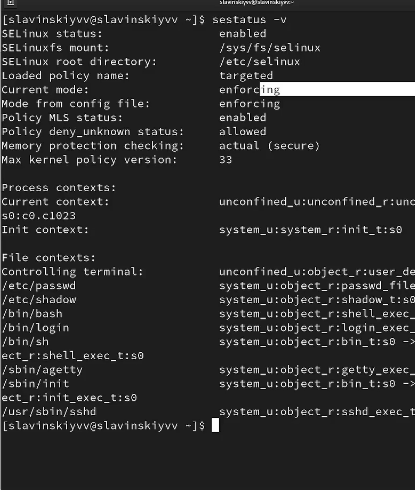 slavinskiyvv@slavinskiyvv:~
[slavinskiyvv@slavinskiyvv ~]$ sestatus -v
SELinux status: enabled
SELinuxfs mount: /sys/fs/selinux
SELinux root directory: /etc/selinux
Loaded policy name: targeted
Current mode: enforcing
Mode from config file: enforcing
Policy MLS status: enabled
Policy deny_unknown status: allowed
Memory protection checking: actual (secure)
Max kernel policy version: 33
Process contexts:
Current context: unconfined_u:unconfined_r:unc
s0:c0.c1023
Init context: system_u:system_r:init_t:s0
File contexts:
Controlling terminal: unconfined_u:object_r:user_de
/etc/passwd system_u:object_r:passwd_file
/etc/shadow system_u:object_r:shadow_t:s0
/bin/bash system_u:object_r:shell_exec_
/bin/login system_u:object_r:login_exec_
/bin/sh system_u:object_r:bin_t:s0 ->
ect_r:shell_exec_t:s0
/sbin/agetty system_u:object_r:getty_exec_
/sbin/init system_u:object_r:bin_t:s0 ->
ect_r:init_exec_t:s0
/usr/sbin/sshd system_u:object_r:sshd_exec_t
[slavinskiyvv@slavinskiyvv ~]$